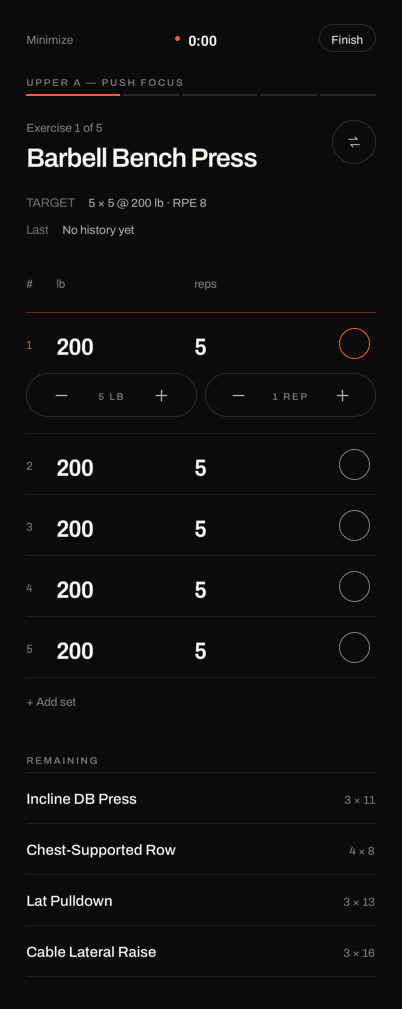 Minimize
0:00
Finish
UPPER A — PUSH FOCUS
Exercise 1 of 5
Barbell Bench Press
TARGET 5 × 5 @ 200 lb · RPE 8
Last No history yet
# lb reps
1 200 5
− 5 LB + − 1 REP +
2 200 5
3 200 5
4 200 5
5 200 5
+ Add set
REMAINING
Incline DB Press 3 × 11
Chest-Supported Row 4 × 8
Lat Pulldown 3 × 13
Cable Lateral Raise 3 × 16